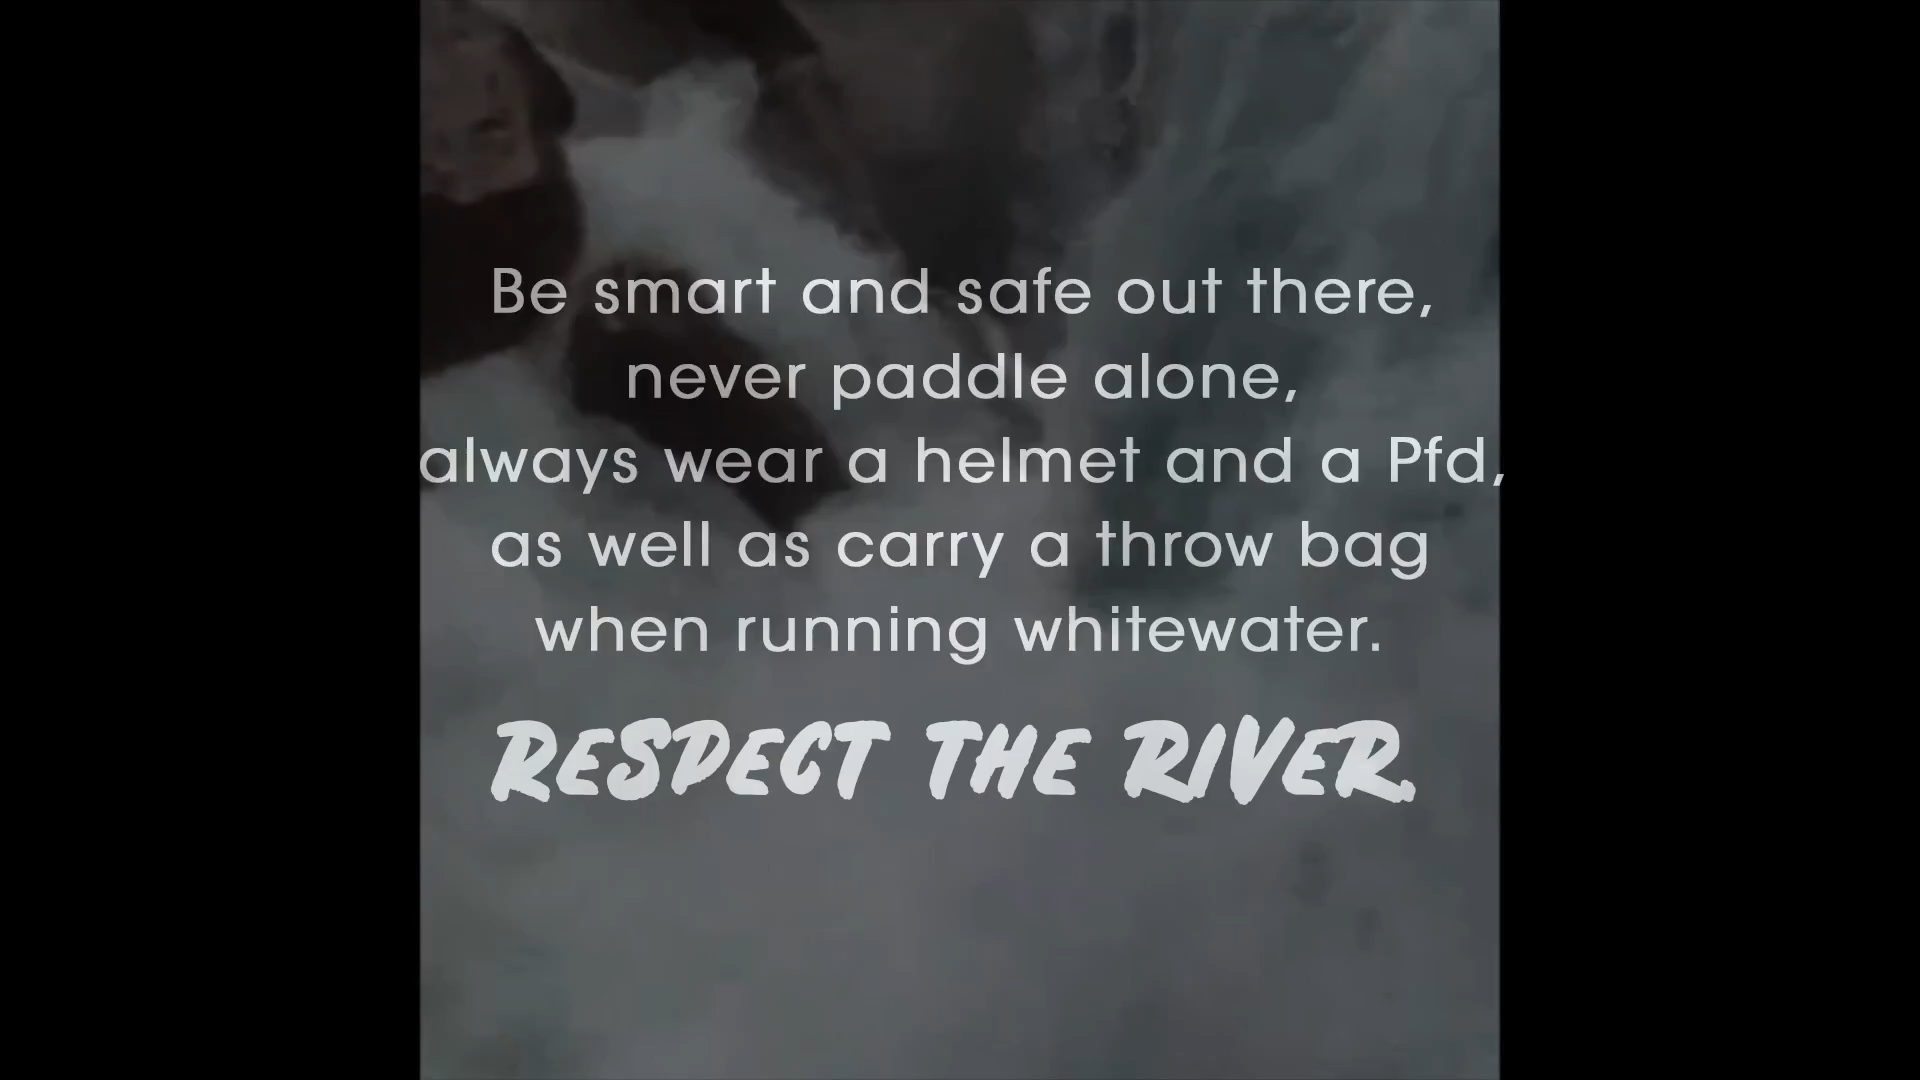 Be smart and safe out there,
never paddle alone,
always wear a helmet and a Pfd,
as well as carry a throw bag
when running whitewater.
RESPECT THE RIVER.